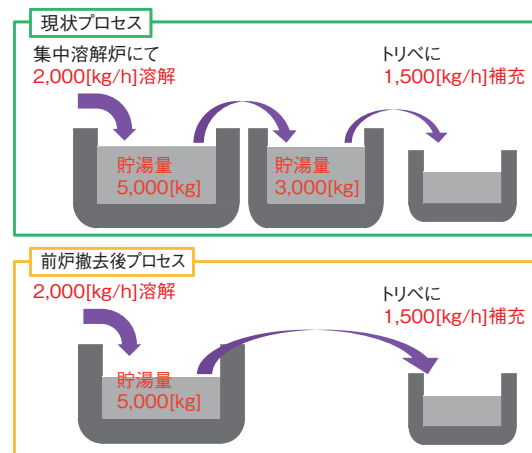 現状プロセス
集中溶解炉にて
2,000[kg/h]溶解
トリベに
1,500[kg/h]補充
貯湯量
5,000[kg]
貯湯量
3,000[kg]
前炉撤去後プロセス
2,000[kg/h]溶解
トリベに
1,500[kg/h]補充
貯湯量
5,000[kg]